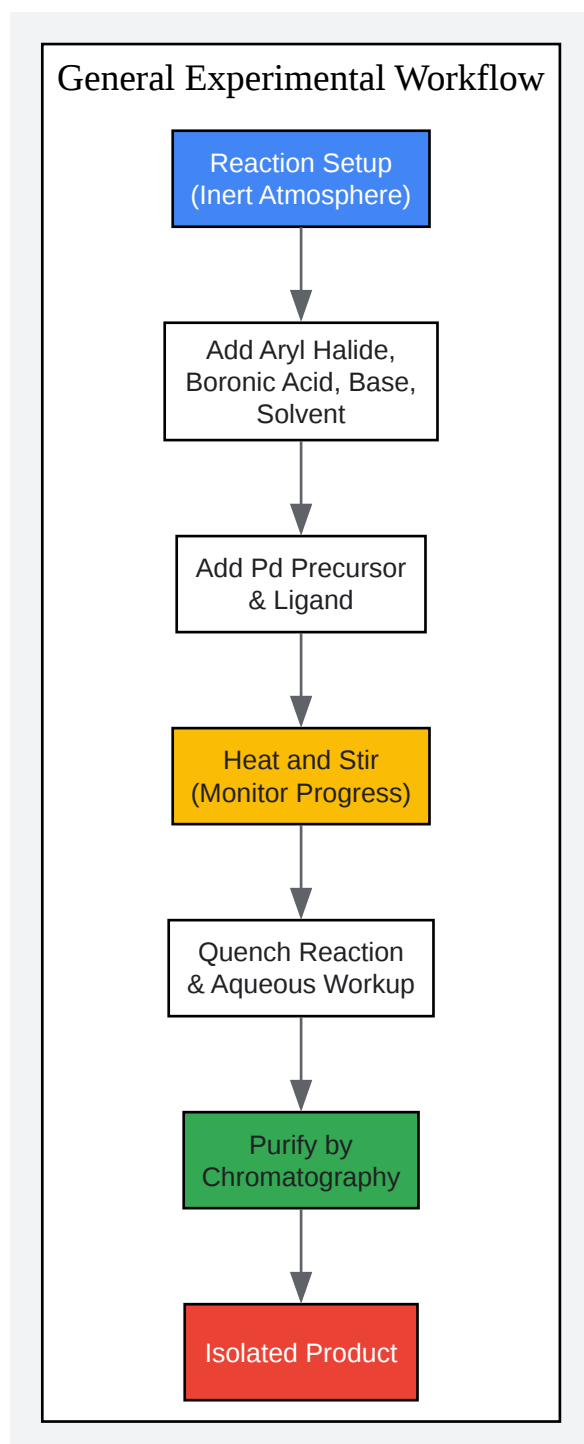 General Experimental Workflow
Reaction Setup
(Inert Atmosphere)
Add Aryl Halide,
Boronic Acid, Base,
Solvent
Add Pd Precursor
& Ligand
Heat and Stir
(Monitor Progress)
Quench Reaction
& Aqueous Workup
Purify by
Chromatography
Isolated Product